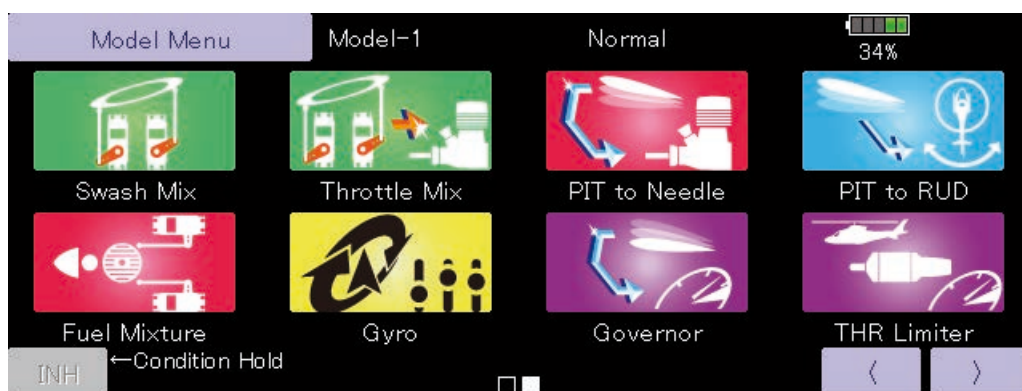 Model Menu Model-1 Normal
34%
Swash Mix Throttle Mix PIT to Needle PIT to RUD
Fuel Mixture Gyro Governor THR Limiter
INH ←Condition Hold 〈 〉